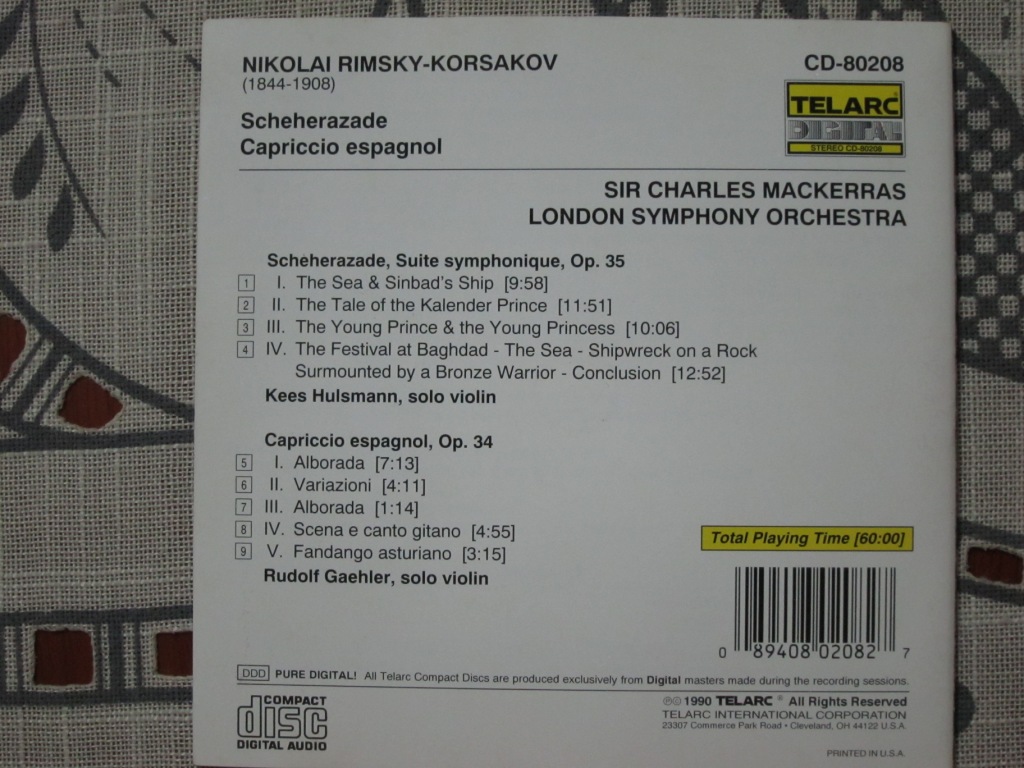 NIKOLAI RIMSKY-KORSAKOV
(1844-1908)
CD-80208
TELARC®
DIGITAL
STEREO CD-80208
Scheherazade
Capriccio espagnol
SIR CHARLES MACKERRAS
LONDON SYMPHONY ORCHESTRA
Scheherazade, Suite symphonique, Op. 35
1 I. The Sea & Sinbad's Ship [9:58]
2 II. The Tale of the Kalender Prince [11:51]
3 III. The Young Prince & the Young Princess [10:06]
4 IV. The Festival at Baghdad - The Sea - Shipwreck on a Rock
Surmounted by a Bronze Warrior - Conclusion [12:52]
Kees Hulsmann, solo violin
Capriccio espagnol, Op. 34
5 I. Alborada [7:13]
6 II. Variazioni [4:11]
7 III. Alborada [1:14]
8 IV. Scena e canto gitano [4:55]
9 V. Fandango asturiano [3:15]
Rudolf Gaehler, solo violin
Total Playing Time [60:00]
0 89408 02082 7
DDD PURE DIGITAL! All Telarc Compact Discs are produced exclusively from Digital masters made during the recording sessions.
COMPACT
disc
DIGITAL AUDIO
℗© 1990 TELARC® All Rights Reserved
TELARC INTERNATIONAL CORPORATION
23307 Commerce Park Road • Cleveland, OH 44122 U.S.A.
PRINTED IN U.S.A.